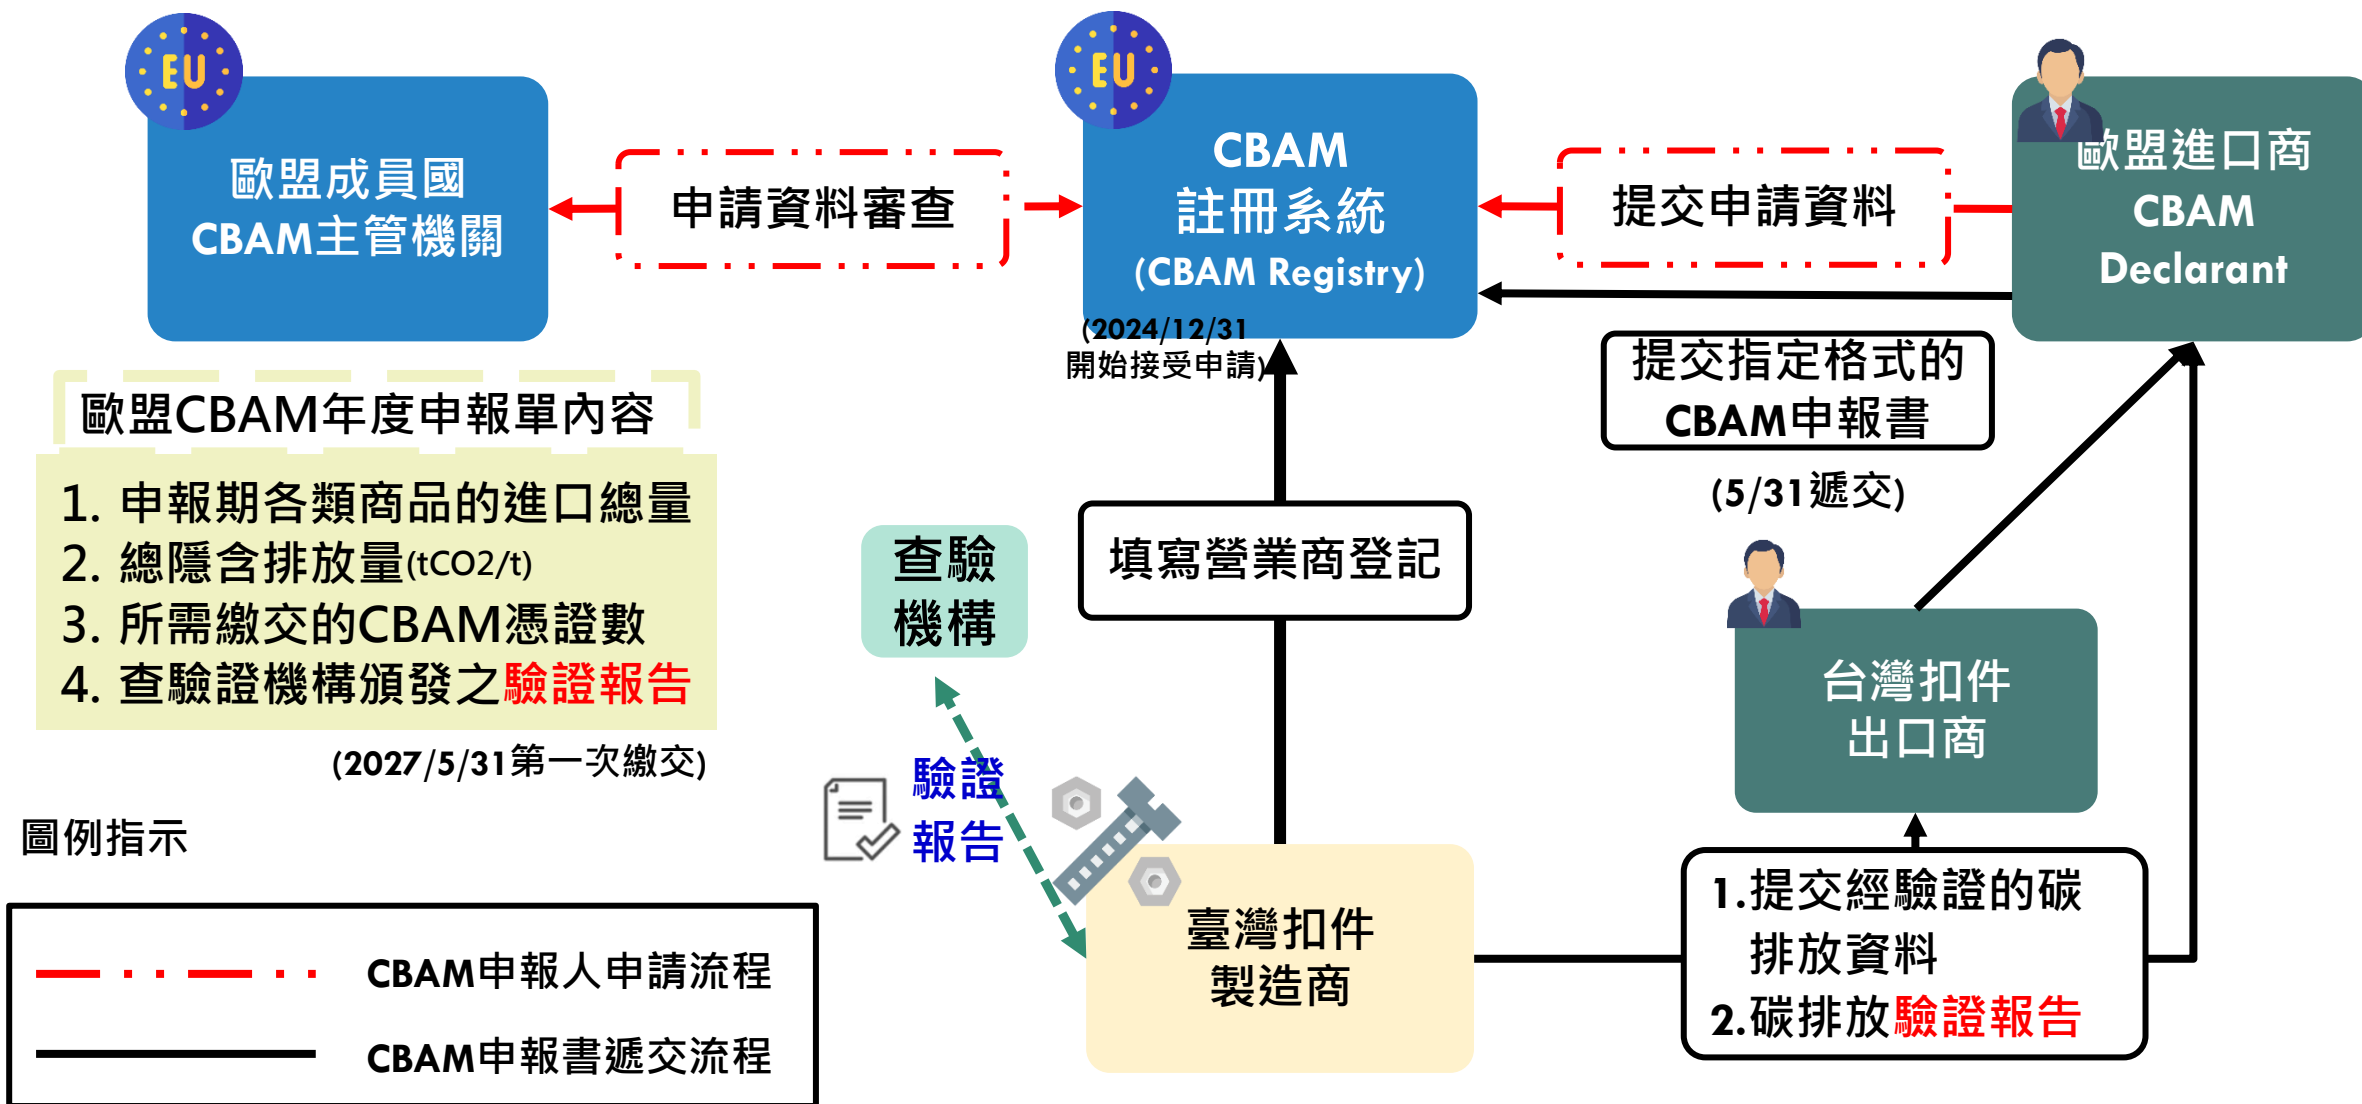 EU
歐盟成員國
CBAM主管機關
申請資料審查
EU
CBAM
註冊系統
(CBAM Registry)
(2024/12/31
開始接受申請)
提交申請資料
歐盟進口商
CBAM
Declarant
提交指定格式的
CBAM申報書
(5/31遞交)
歐盟CBAM年度申報單內容
1. 申報期各類商品的進口總量
2. 總隱含排放量(tCO2/t)
3. 所需繳交的CBAM憑證數
4. 查驗證機構頒發之驗證報告
(2027/5/31第一次繳交)
查驗
機構
填寫營業商登記
驗證
報告
台灣扣件
出口商
臺灣扣件
製造商
1.提交經驗證的碳
排放資料
2.碳排放驗證報告
圖例指示
CBAM申報人申請流程
CBAM申報書遞交流程